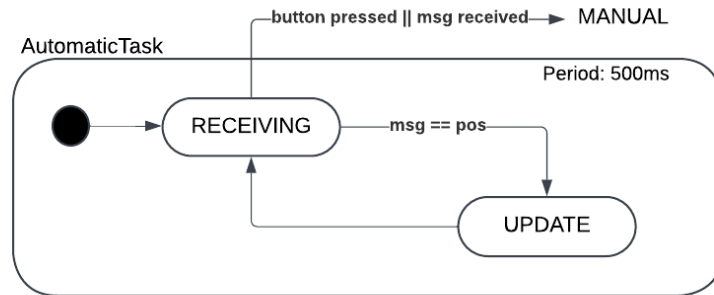 button pressed || msg received
MANUAL
AutomaticTask
Period: 500ms
RECEIVING
msg == pos
UPDATE